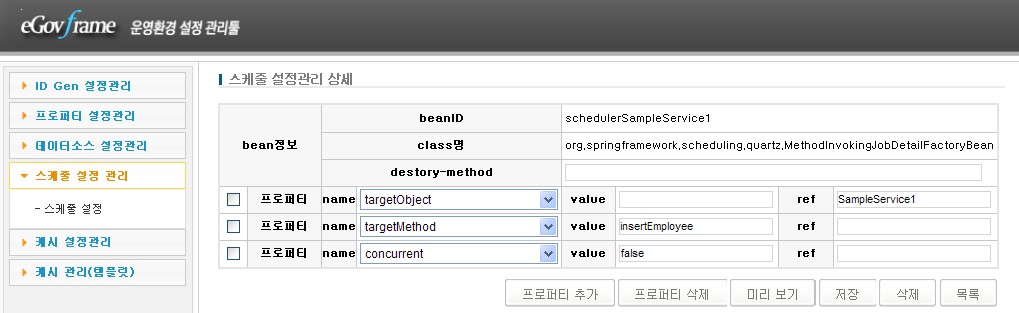 eGovframe 운영환경 설정 관리툴
ID Gen 설정관리
프로퍼티 설정관리
데이터소스 설정관리
스케줄 설정 관리
- 스케줄 설정
캐시 설정관리
캐시 관리(템플릿)
스케줄 설정관리 상세
bean정보
beanID schedulerSampleService1
class명 org,springframework,scheduling,quartz,MethodInvokingJobDetailFactoryBean
destory-method
프로퍼티 name targetObject value ref SampleService1
프로퍼티 name targetMethod value insertEmployee ref
프로퍼티 name concurrent value false ref
프로퍼티 추가 프로퍼티 삭제 미리 보기 저장 삭제 목록